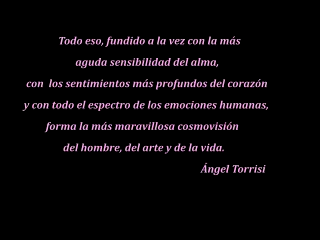 Todo eso, fundido a la vez con la más
aguda sensibilidad del alma,
con los sentimientos más profundos del corazón
y con todo el espectro de los emociones humanas,
forma la más maravillosa cosmovisión
del hombre, del arte y de la vida.
Ángel Torrisi